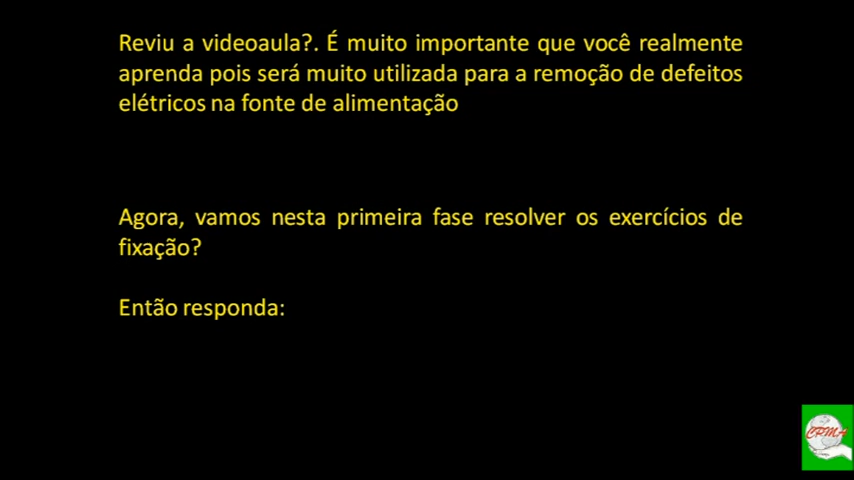 Reviu a videoaula?. É muito importante que você realmente
aprenda pois será muito utilizada para a remoção de defeitos
elétricos na fonte de alimentação
Agora, vamos nesta primeira fase resolver os exercícios de
fixação?
Então responda:
CPMA